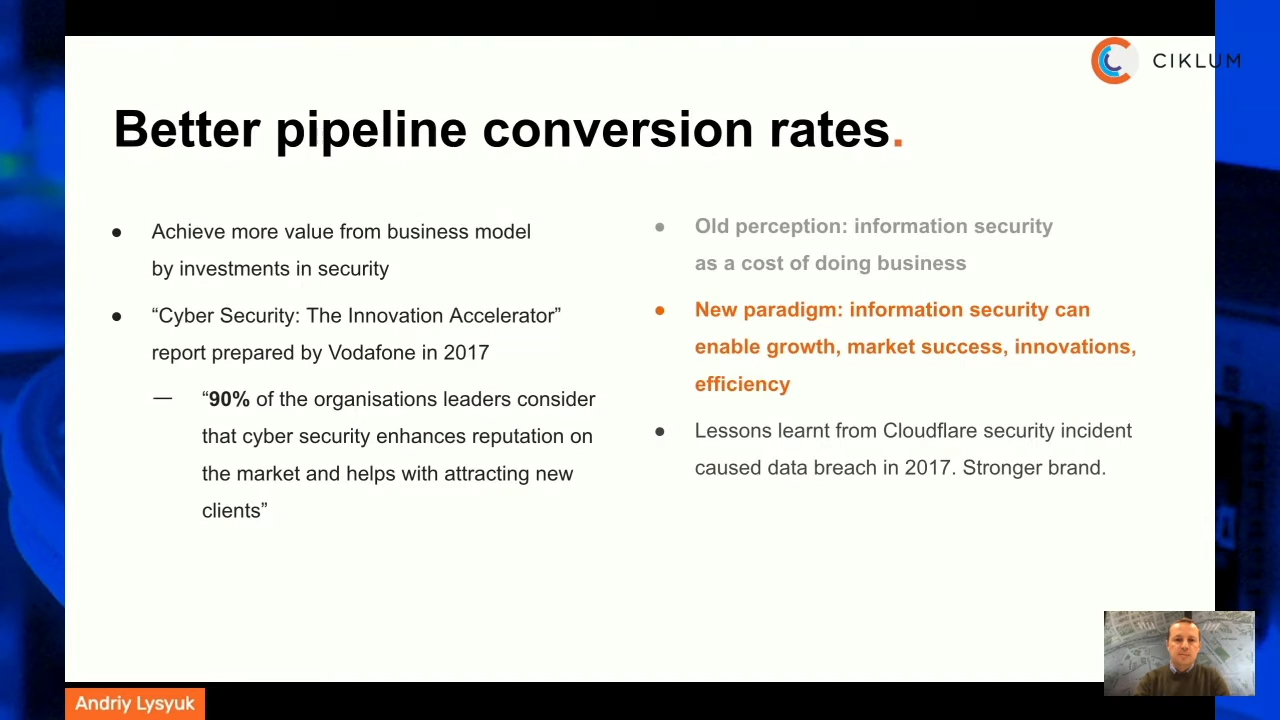 CIKLUM
Better pipeline conversion rates.
● Achieve more value from business model
by investments in security
● “Cyber Security: The Innovation Accelerator”
report prepared by Vodafone in 2017
— “90% of the organisations leaders consider
that cyber security enhances reputation on
the market and helps with attracting new
clients”
● Old perception: information security
as a cost of doing business
● New paradigm: information security can
enable growth, market success, innovations,
efficiency
● Lessons learnt from Cloudflare security incident
caused data breach in 2017. Stronger brand.
Andriy Lysyuk